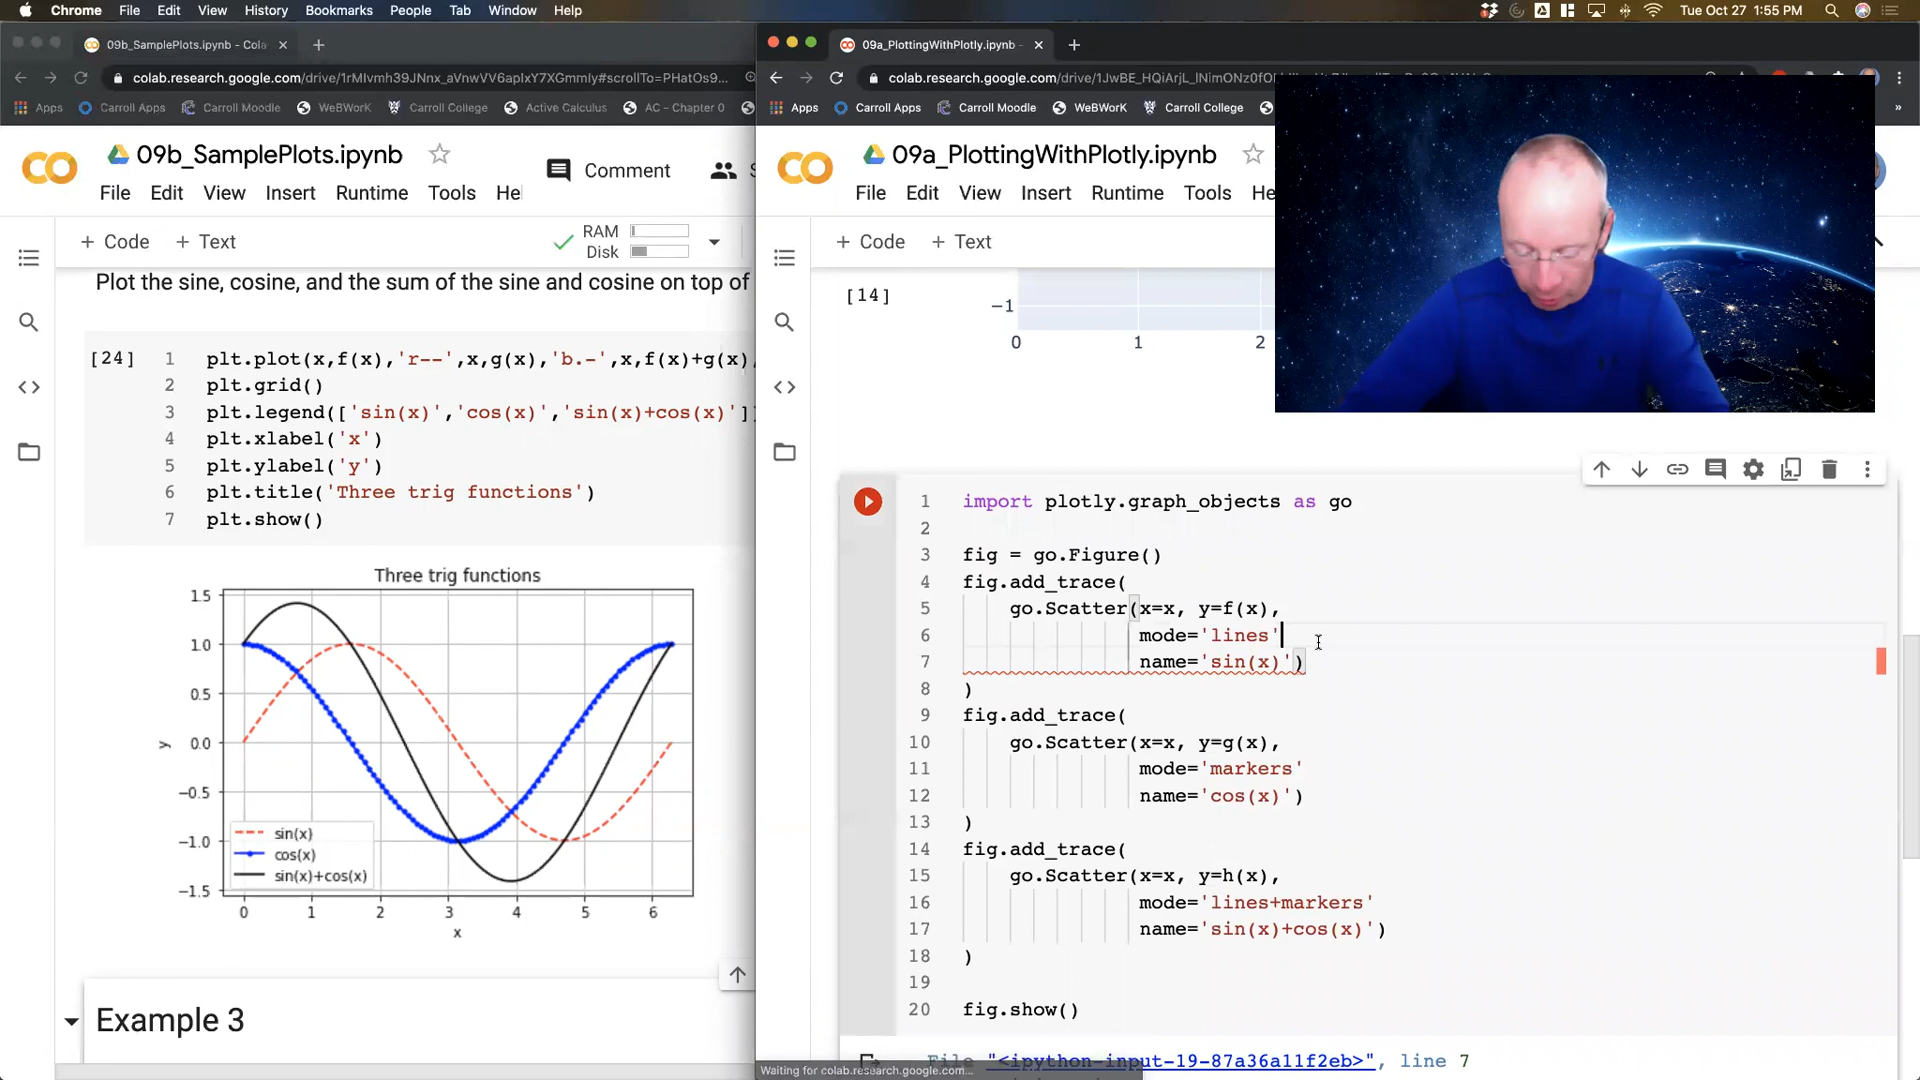 Chrome File Edit View History Bookmarks People Tab Window Help
Tue Oct 27 1:55 PM
09b_SamplePlots.ipynb - Cola
colab.research.google.com/drive/1rMIvmh39JNnx_aVnwVV6aplxY7XGmmly#scrollTo=PHatOs9...
Apps Carroll Apps Carroll Moodle WeBWorK Carroll College Active Calculus AC - Chapter 0
09b_SamplePlots.ipynb
Comment
File Edit View Insert Runtime Tools He
+ Code + Text
RAM
Disk
Plot the sine, cosine, and the sum of the sine and cosine on top of
[24]
1 plt.plot(x,f(x),'r--',x,g(x),'b.-',x,f(x)+g(x),
2 plt.grid()
3 plt.legend(['sin(x)','cos(x)','sin(x)+cos(x)'])
4 plt.xlabel('x')
5 plt.ylabel('y')
6 plt.title('Three trig functions')
7 plt.show()
Three trig functions
1.5
1.0
0.5
0.0
−0.5
−1.0
−1.5
y
sin(x)
cos(x)
sin(x)+cos(x)
0 1 2 3 4 5 6
x
Example 3
09a_PlottingWithPlotly.ipynb -
colab.research.google.com/drive/1JwBE_HQiArjL_lNimONz0fO
Apps Carroll Apps Carroll Moodle WeBWorK Carroll College
09a_PlottingWithPlotly.ipynb
File Edit View Insert Runtime Tools He
+ Code + Text
[14]
−1
0 1 2
1 import plotly.graph_objects as go
2
3 fig = go.Figure()
4 fig.add_trace(
5 go.Scatter(x=x, y=f(x),
6 mode='lines'
7 name='sin(x)')
8 )
9 fig.add_trace(
10 go.Scatter(x=x, y=g(x),
11 mode='markers'
12 name='cos(x)')
13 )
14 fig.add_trace(
15 go.Scatter(x=x, y=h(x),
16 mode='lines+markers'
17 name='sin(x)+cos(x)')
18 )
19
20 fig.show()
File "<ipython-input-19-87a36a11f2eb>", line 7
Waiting for colab.research.google.com...